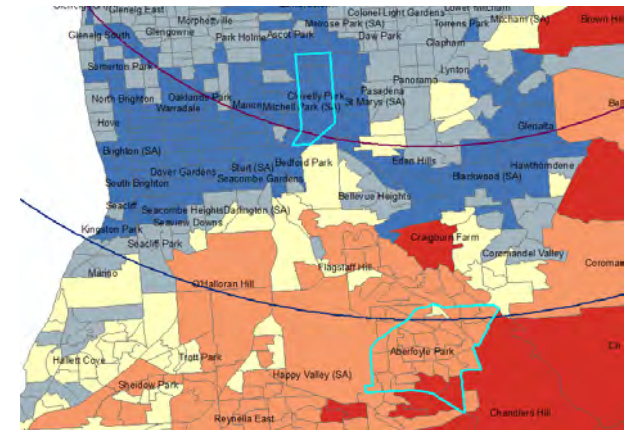 Glenelg East
Morphettville
Colonel Light Gardens
Lower Mitcham
Mitcham (SA)
Brown Hill
Glenelg South
Glengowrie
Park Holme
Ascot Park
Melrose Park (SA)
Daw Park
Torrens Park
Clapham
Somerton Park
Lynton
Pasadena
Panorama
North Brighton
Oaklands Park
Warradale
Marion
Mitchell Park (SA)
Clovelly Park
St Marys (SA)
Hove
Glenalta
Bel
Brighton (SA)
Dover Gardens
Sturt (SA)
Bedford Park
Eden Hills
Hawthorndene
Blackwood (SA)
South Brighton
Seacombe Gardens
Bellevue Heights
Seacliff
Seacombe Heights
Darlington (SA)
Kingston Park
Seaview Downs
Seacliff Park
Craigburn Farm
Coromandel Valley
Coroman
Marino
Flagstaff Hill
O'Halloran Hill
Hallett Cove
Trott Park
Aberfoyle Park
Sheidow Park
Happy Valley (SA)
Reynella East
Chandlers Hill